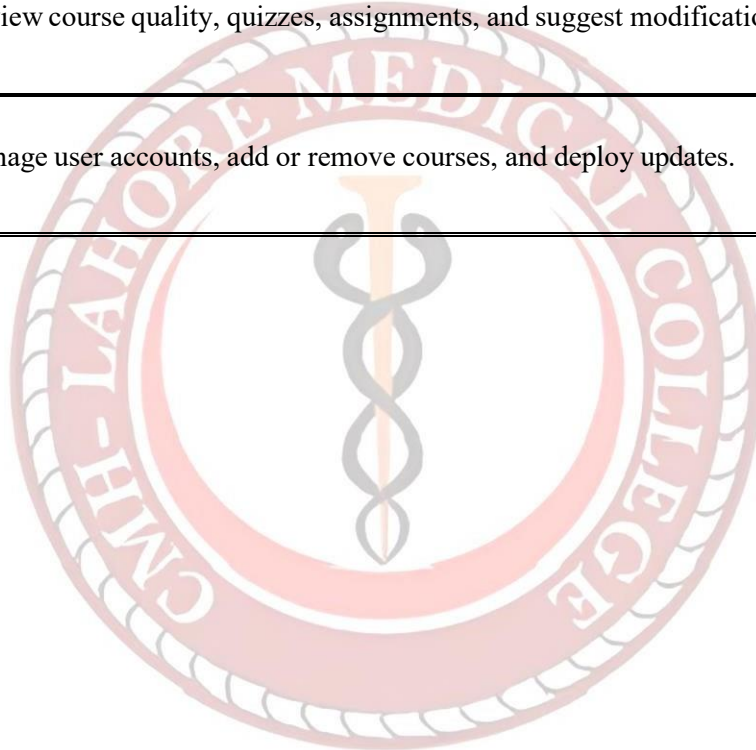 iew course quality, quizzes, assignments, and suggest modificatio
nage user accounts, add or remove courses, and deploy updates.
CMH-LAHORE MEDICAL COLLEGE